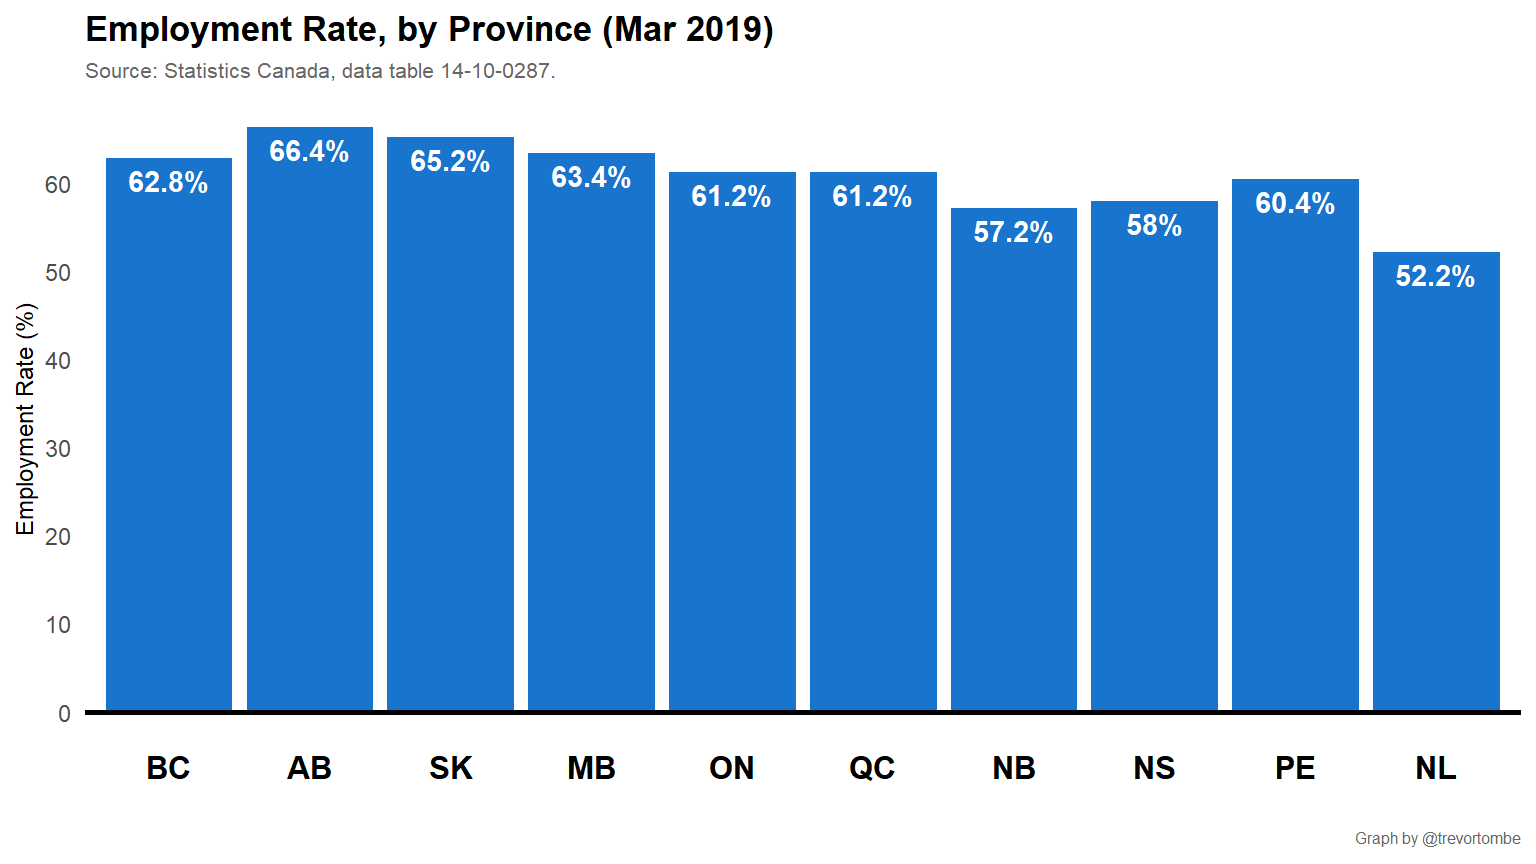 Employment Rate, by Province (Mar 2019)
Source: Statistics Canada, data table 14-10-0287.
Employment Rate (%)
60
50
40
30
20
10
0
62.8%
66.4%
65.2%
63.4%
61.2%
61.2%
57.2%
58%
60.4%
52.2%
BC
AB
SK
MB
ON
QC
NB
NS
PE
NL
Graph by @trevortombe